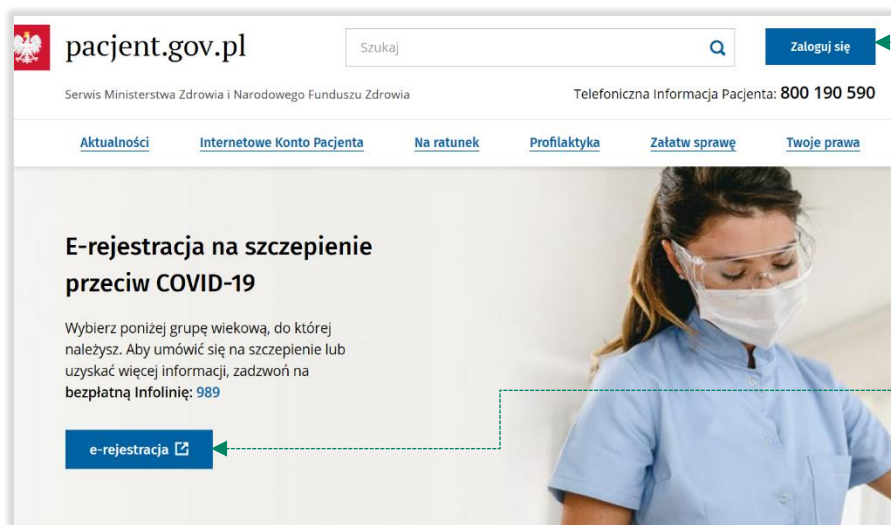 pacjent.gov.pl
Szukaj
Zaloguj się
Serwis Ministerstwa Zdrowia i Narodowego Funduszu Zdrowia
Telefoniczna Informacja Pacjenta: 800 190 590
Aktualności
Internetowe Konto Pacjenta
Na ratunek
Profilaktyka
Załatw sprawę
Twoje prawa
E-rejestracja na szczepienie
przeciw COVID-19
Wybierz poniżej grupę wiekową, do której
należysz. Aby umówić się na szczepienie lub
uzyskać więcej informacji, zadzwoń na
bezpłatną Infolinię: 989
e-rejestracja